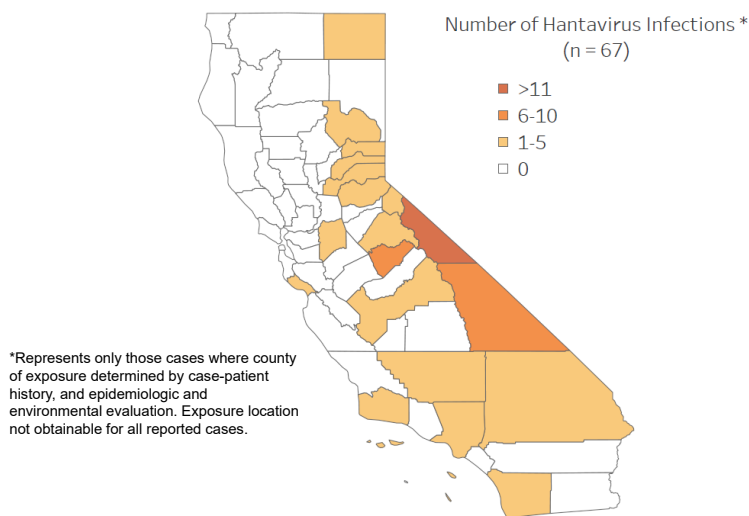 Number of Hantavirus Infections *
(n = 67)
>11
6-10
1-5
0
*Represents only those cases where county
of exposure determined by case-patient
history, and epidemiologic and
environmental evaluation. Exposure location
not obtainable for all reported cases.